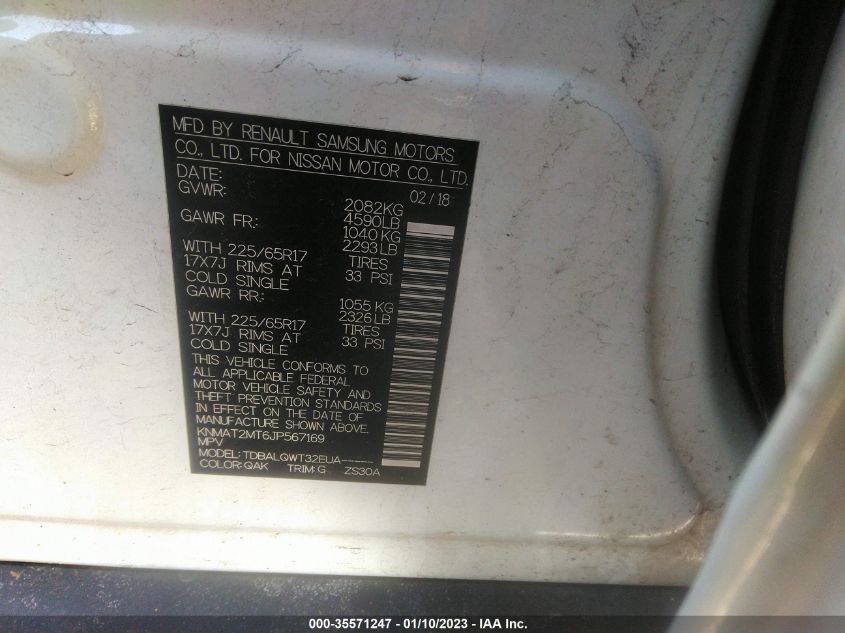 MFD BY RENAULT SAMSUNG MOTORS
CO., LTD. FOR NISSAN MOTOR CO., LTD.
DATE: 02/18
GVWR: 2082KG
4590LB
GAWR FR.: 1040 KG
2293 LB
WITH 225/65R17 TIRES
17X7J RIMS AT 33 PSI
COLD SINGLE
GAWR RR.: 1055 KG
2326 LB
WITH 225/65R17 TIRES
17X7J RIMS AT 33 PSI
COLD SINGLE
THIS VEHICLE CONFORMS TO
ALL APPLICABLE FEDERAL
MOTOR VEHICLE SAFETY AND
THEFT PREVENTION STANDARDS
IN EFFECT ON THE DATE OF
MANUFACTURE SHOWN ABOVE.
KNMAT2MT6JP567169
MPV
MODEL: TDBALQWT32EUA-----
COLOR: QAK TRIM: G ZS30A
000-35571247 - 01/10/2023 - IAA Inc.